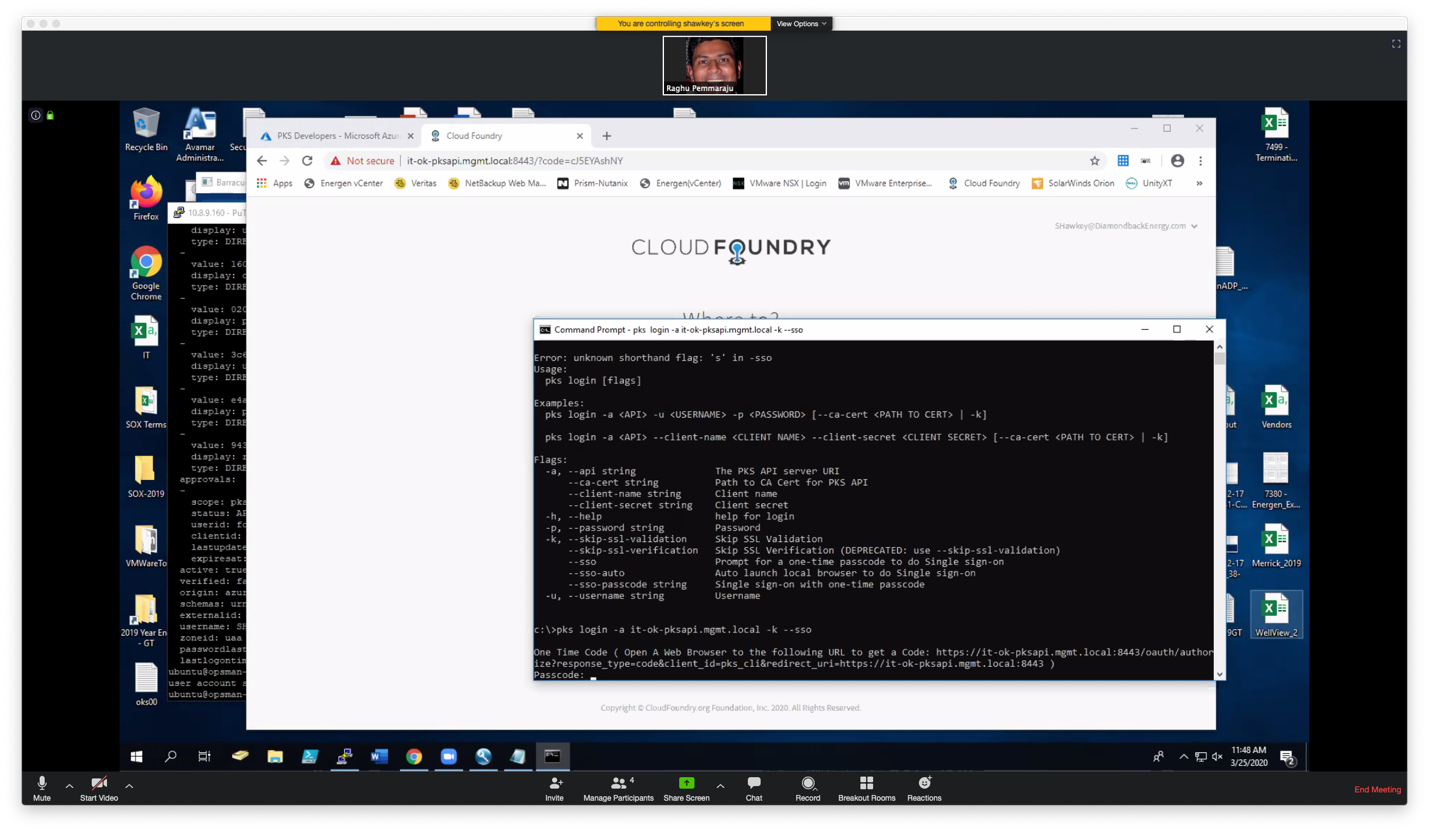 You are controlling shawkey's screen
View Options
Raghu Pemmaraju
Recycle Bin
Avamar
Administra...
Firefox
Google
Chrome
IT
SOX Terms
SOX-2019
VMWareTo
2019 Year En
- GT
oks00
10.8.9.160 - PuT
display: u
type: DIRE
-
value: 160
display: c
type: DIRE
-
value: 020
display: p
type: DIRE
-
value: 3c6
display: u
type: DIRE
-
value: e4a
display: p
type: DIRE
-
value: 943
display: r
type: DIRE
approvals:
-
scope: pks
status: AP
userid: fc
clientid:
lastupdate
expiresat:
active: true
verified: fa
origin: azur
schemas: urn
externalid:
username: SH
zoneid: uaa
passwordlast
lastlogontim
ubuntu@opsman-
user account s
ubuntu@opsman-
PKS Developers - Microsoft Azur
Cloud Foundry
Not secure
it-ok-pksapi.mgmt.local:8443/?code=cJ5EYAshNY
Apps
Energen vCenter
Veritas
NetBackup Web Ma...
Prism-Nutanix
Energen(vCenter)
VMware NSX | Login
VMware Enterprise...
Cloud Foundry
SolarWinds Orion
UnityXT
»
SHawkey@DiamondbackEnergy.com
CLOUD FOUNDRY
Where to?
Command Prompt - pks  login -a it-ok-pksapi.mgmt.local -k --sso
Error: unknown shorthand flag: 's' in -sso
Usage:
pks login [flags]
Examples:
pks login -a <API> -u <USERNAME> -p <PASSWORD> [--ca-cert <PATH TO CERT> | -k]
pks login -a <API> --client-name <CLIENT NAME> --client-secret <CLIENT SECRET> [--ca-cert <PATH TO CERT> | -k]
Flags:
-a, --api string The PKS API server URI
--ca-cert string Path to CA Cert for PKS API
--client-name string Client name
--client-secret string Client secret
-h, --help help for login
-p, --password string Password
-k, --skip-ssl-validation Skip SSL Validation
--skip-ssl-verification Skip SSL Verification (DEPRECATED: use --skip-ssl-validation)
--sso Prompt for a one-time passcode to do Single sign-on
--sso-auto Auto launch local browser to do Single sign-on
--sso-passcode string Single sign-on with one-time passcode
-u, --username string Username
c:\>pks login -a it-ok-pksapi.mgmt.local -k --sso
One Time Code ( Open A Web Browser to the following URL to get a Code: https://it-ok-pksapi.mgmt.local:8443/oauth/author
ize?response_type=code&client_id=pks_cli&redirect_uri=https://it-ok-pksapi.mgmt.local:8443 )
Passcode: _
Copyright © CloudFoundry.org Foundation, Inc. 2020. All Rights Reserved.
7499 -
Terminati...
nADP_...
Vendors
7380 -
Energen_Ex...
Merrick_2019
WellView_2
11:48 AM
3/25/2020
2
Mute
Start Video
Invite
4
Manage Participants
Share Screen
Chat
Record
Breakout Rooms
Reactions
End Meeting